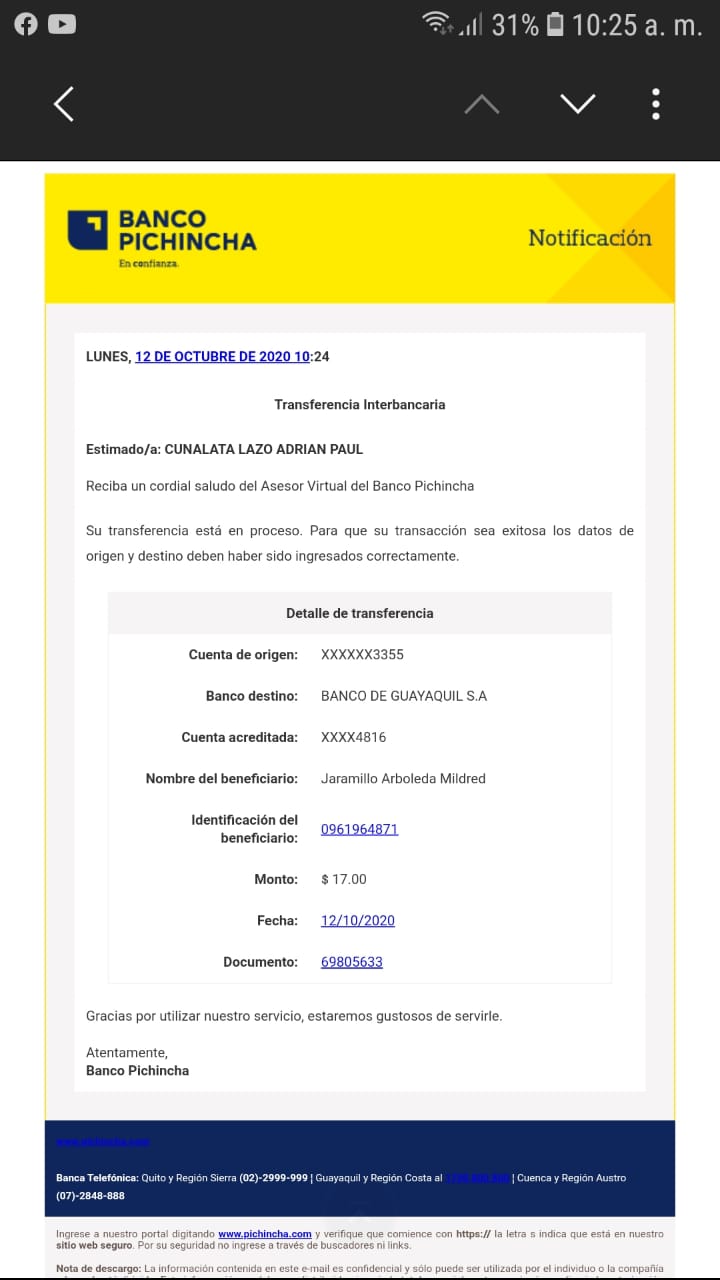 31% 10:25 a. m.
BANCO
PICHINCHA
En confianza.
Notificación
LUNES, 12 DE OCTUBRE DE 2020 10:24
Transferencia Interbancaria
Estimado/a: CUNALATA LAZO ADRIAN PAUL
Reciba un cordial saludo del Asesor Virtual del Banco Pichincha
Su transferencia está en proceso. Para que su transacción sea exitosa los datos de
origen y destino deben haber sido ingresados correctamente.
Detalle de transferencia
Cuenta de origen: XXXXXX3355
Banco destino: BANCO DE GUAYAQUIL S.A
Cuenta acreditada: XXXX4816
Nombre del beneficiario: Jaramillo Arboleda Mildred
Identificación del
beneficiario: 0961964871
Monto: $ 17.00
Fecha: 12/10/2020
Documento: 69805633
Gracias por utilizar nuestro servicio, estaremos gustosos de servirle.
Atentamente,
Banco Pichincha
www.pichincha.com
Banca Telefónica: Quito y Región Sierra (02)-2999-999 | Guayaquil y Región Costa al | Cuenca y Región Austro
(07)-2848-888
Ingrese a nuestro portal digitando www.pichincha.com y verifique que comience con https:// la letra s indica que está en nuestro
sitio web seguro. Por su seguridad no ingrese a través de buscadores ni links.
Nota de descargo: La información contenida en este e-mail es confidencial y sólo puede ser utilizada por el individuo o la compañía